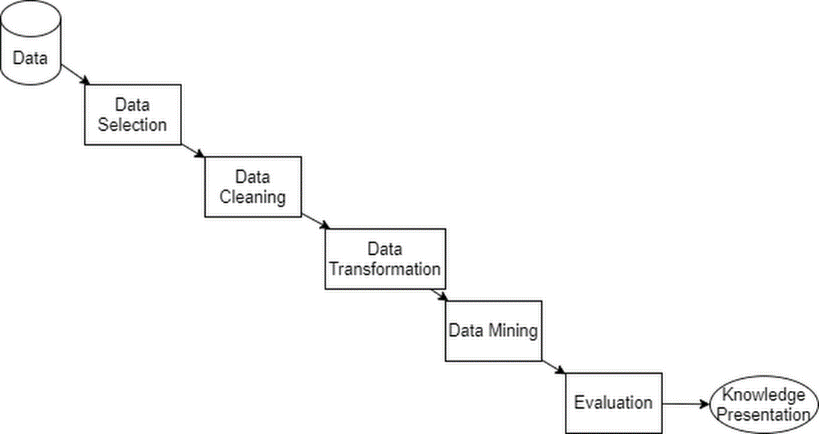 Data
Data
Selection
Data
Cleaning
Data
Transformation
Data Mining
Evaluation
Knowledge
Presentation